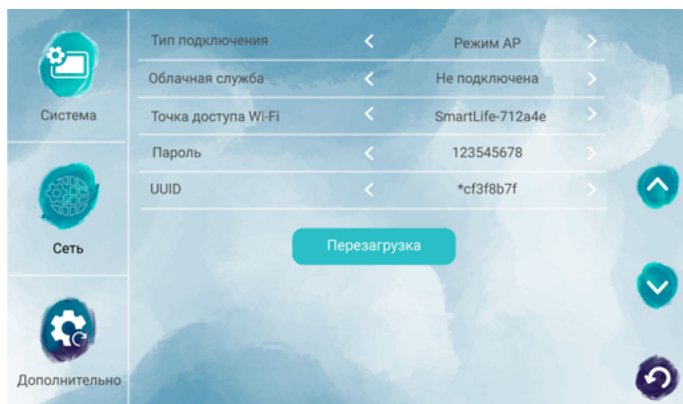 Система
Сеть
Дополнительно
Тип подключения < Режим AP >
Облачная служба < Не подключена >
Точка доступа Wi-Fi < SmartLife-712a4e >
Пароль < 123545678 >
UUID < *cf3f8b7f >
Перезагрузка